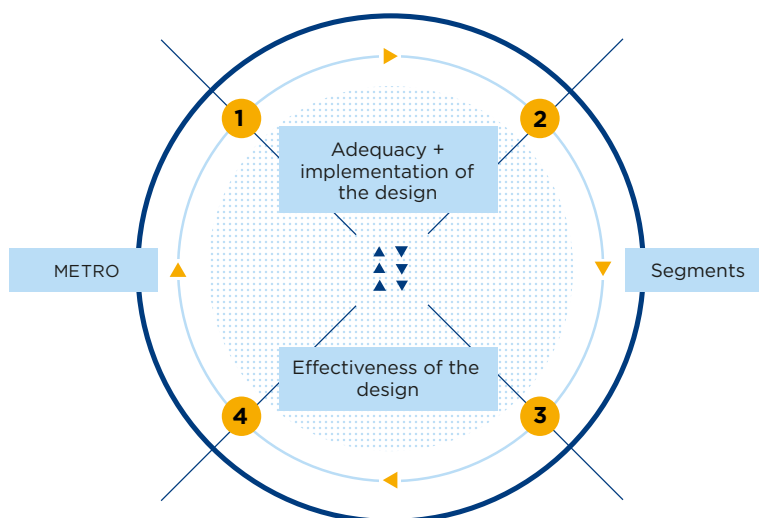 1
2
Adequacy +
implementation of
the design
METRO
Segments
Effectiveness of the
design
4
3